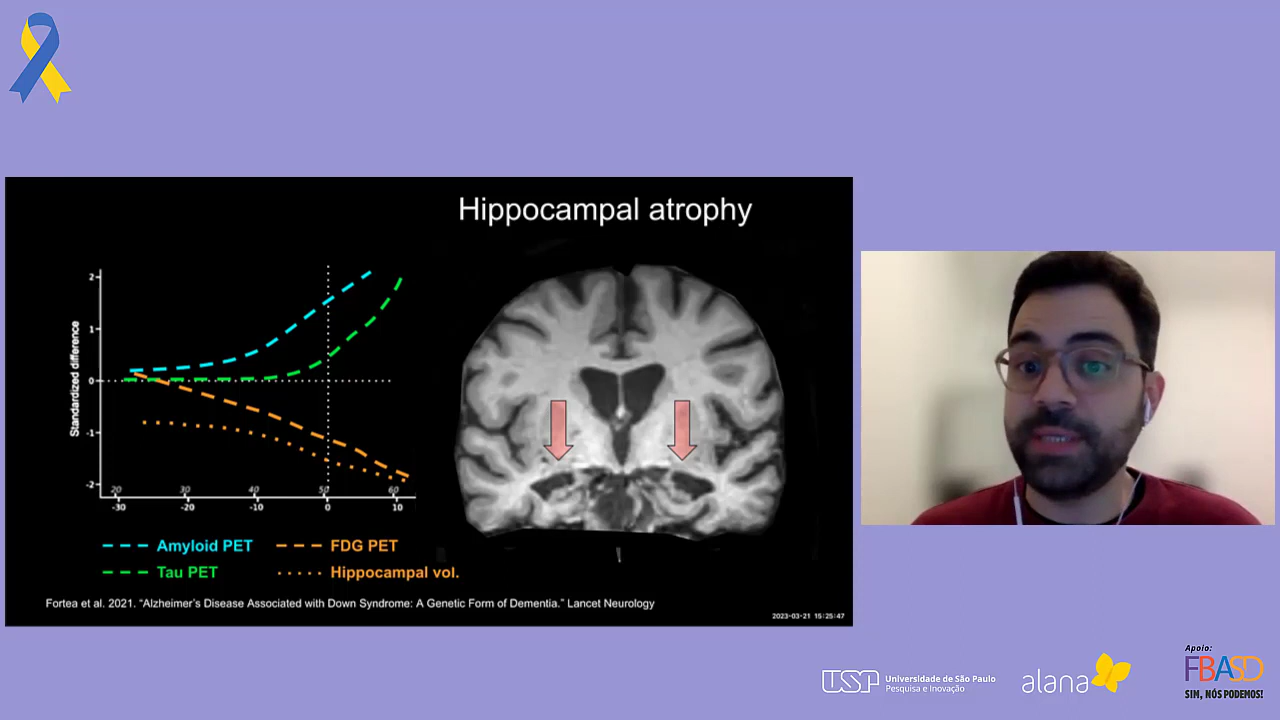 Hippocampal atrophy
Standardized difference
2
1
0
-1
-2
20 30 40 50 60
-30 -20 -10 0 10
Amyloid PET
FDG PET
Tau PET
Hippocampal vol.
Fortea et al. 2021. “Alzheimer’s Disease Associated with Down Syndrome: A Genetic Form of Dementia.” Lancet Neurology
2023-03-21 15:25:47
USP
Universidade de São Paulo
Pesquisa e Inovação
alana
Apoio:
FBASD
SIM, NÓS PODEMOS!